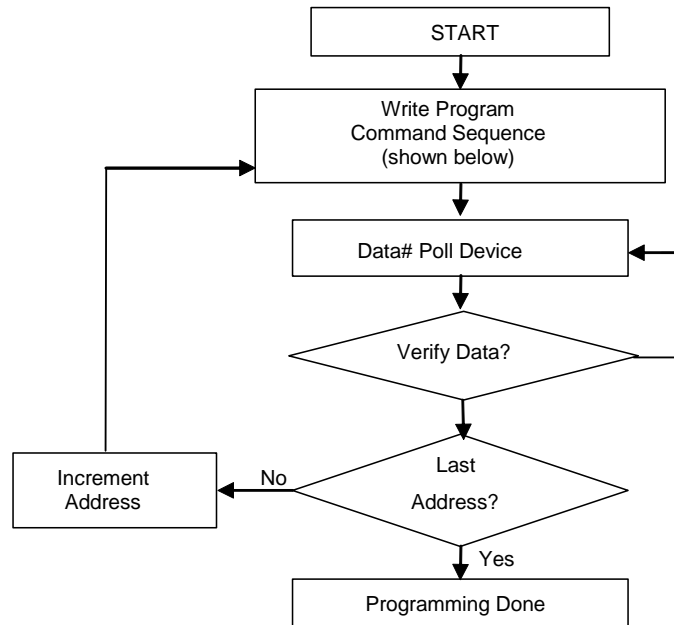 START
Write Program
Command Sequence
(shown below)
Data# Poll Device
Verify Data?
Last
Address?
No
Increment
Address
Yes
Programming Done